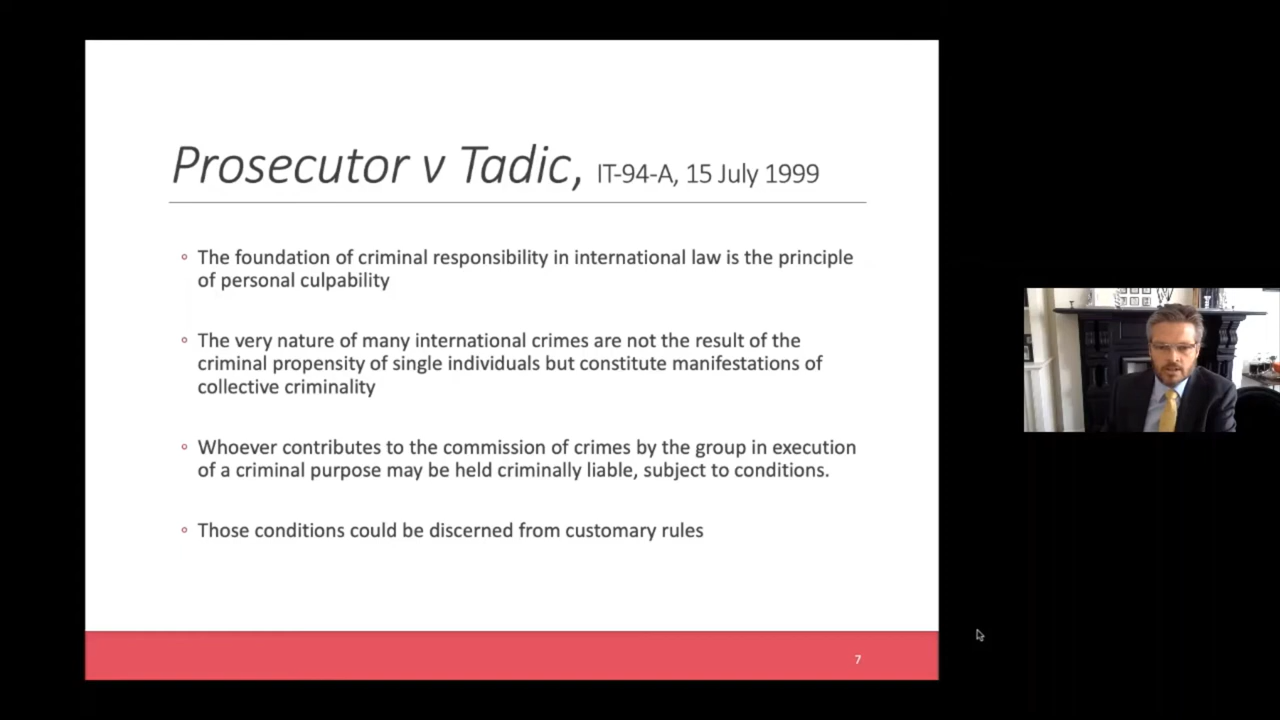 Prosecutor v Tadic, IT-94-A, 15 July 1999
◦ The foundation of criminal responsibility in international law is the principle
of personal culpability
◦ The very nature of many international crimes are not the result of the
criminal propensity of single individuals but constitute manifestations of
collective criminality
◦ Whoever contributes to the commission of crimes by the group in execution
of a criminal purpose may be held criminally liable, subject to conditions.
◦ Those conditions could be discerned from customary rules
7